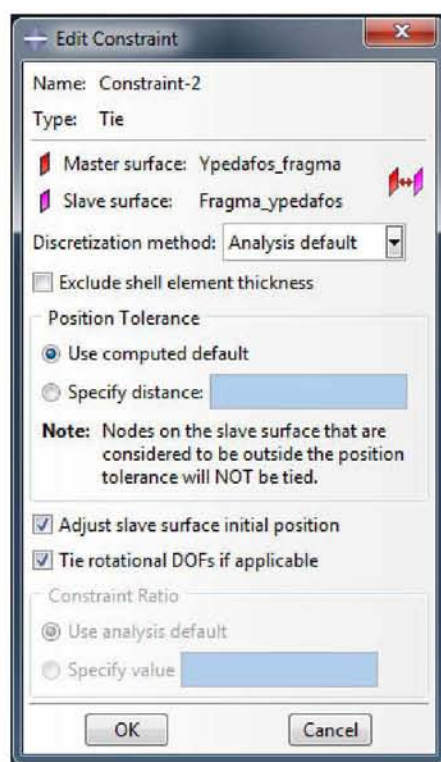 Edit Constraint
Name: Constraint-2
Type: Tie
Master surface: Ypedafos_fragma
Slave surface: Fragma_ypedafos
Discretization method: Analysis default
Exclude shell element thickness
Position Tolerance
Use computed default
Specify distance:
Note: Nodes on the slave surface that are
considered to be outside the position
tolerance will NOT be tied.
Adjust slave surface initial position
Tie rotational DOFs if applicable
Constraint Ratio
Use analysis default
Specify value
OK Cancel